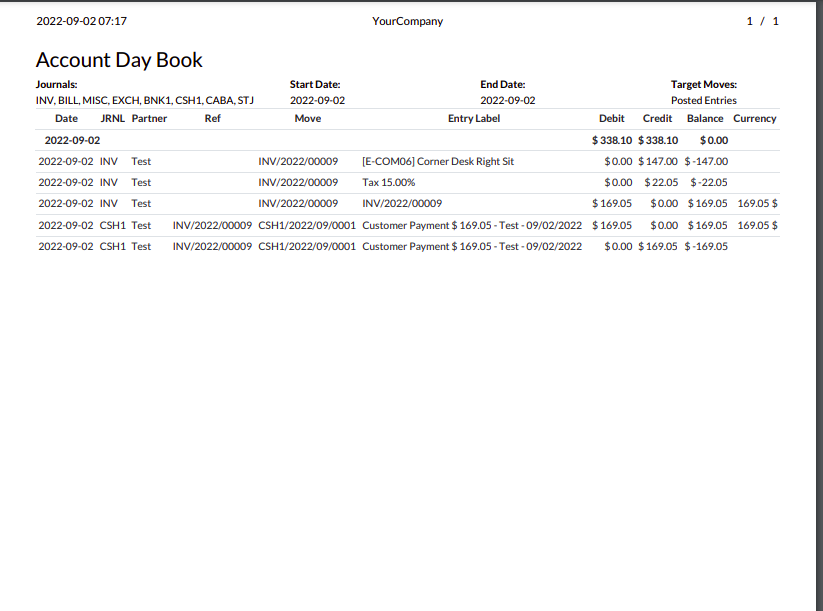 2022-09-02 07:17 YourCompany 1 / 1
Account Day Book
Journals: Start Date: End Date: Target Moves:
INV, BILL, MISC, EXCH, BNK1, CSH1, CABA, STJ 2022-09-02 2022-09-02 Posted Entries
Date JRNL Partner Ref Move Entry Label Debit Credit Balance Currency
2022-09-02 $ 338.10 $ 338.10 $ 0.00
2022-09-02 INV Test INV/2022/00009 [E-COM06] Corner Desk Right Sit $ 0.00 $ 147.00 $ -147.00
2022-09-02 INV Test INV/2022/00009 Tax 15.00% $ 0.00 $ 22.05 $ -22.05
2022-09-02 INV Test INV/2022/00009 INV/2022/00009 $ 169.05 $ 0.00 $ 169.05 169.05 $
2022-09-02 CSH1 Test INV/2022/00009 CSH1/2022/09/0001 Customer Payment $ 169.05 - Test - 09/02/2022 $ 169.05 $ 0.00 $ 169.05 169.05 $
2022-09-02 CSH1 Test INV/2022/00009 CSH1/2022/09/0001 Customer Payment $ 169.05 - Test - 09/02/2022 $ 0.00 $ 169.05 $ -169.05